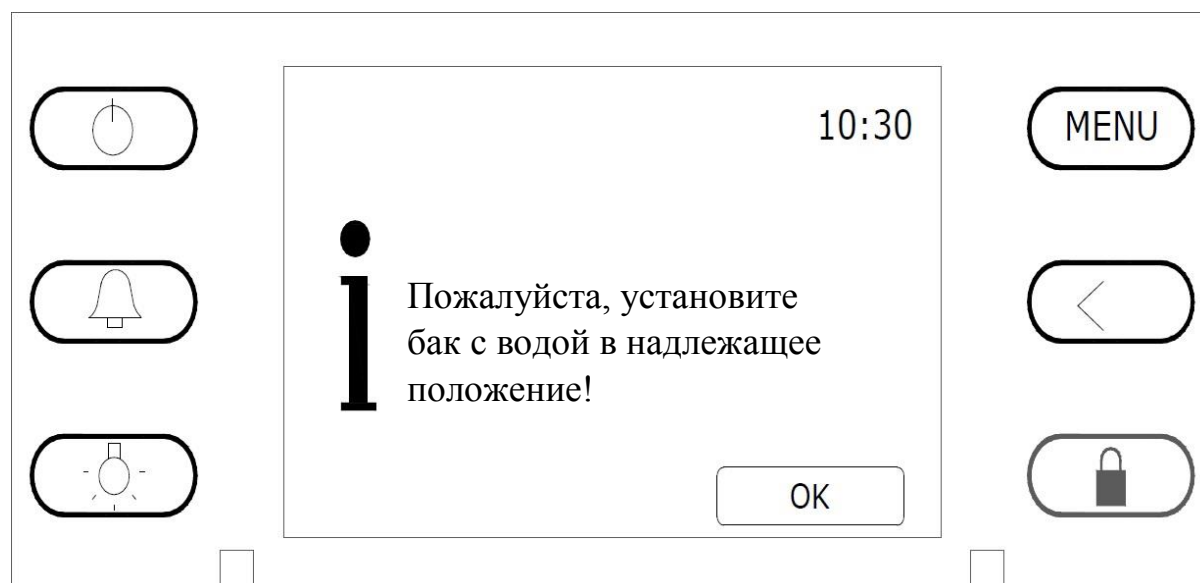 10:30
MENU
Пожалуйста, установите
бак с водой в надлежащее
положение!
OK